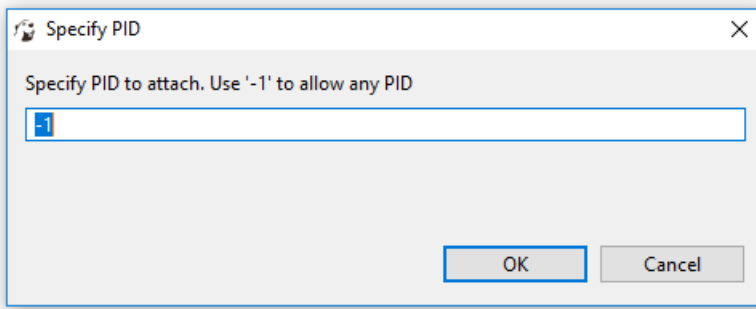 Specify PID
Specify PID to attach. Use '-1' to allow any PID
-1
OK
Cancel